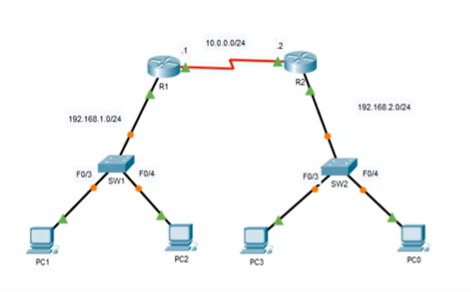 10.0.0.0/24
.1
.2
R1
R2
192.168.1.0/24
192.168.2.0/24
F0/3
F0/4
SW1
F0/3
F0/4
SW2
PC1
PC2
PC3
PC0